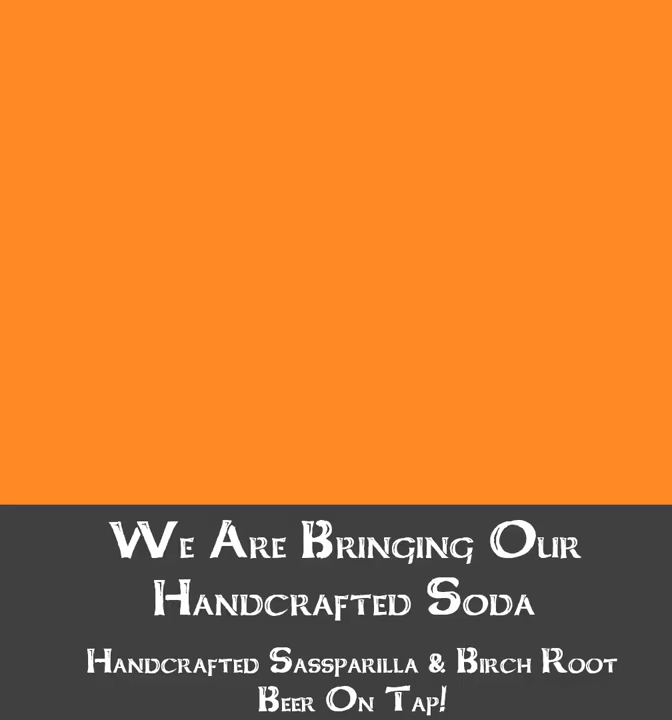 We Are Bringing Our
Handcrafted Soda
Handcrafted Sassparilla & Birch Root
Beer On Tap!